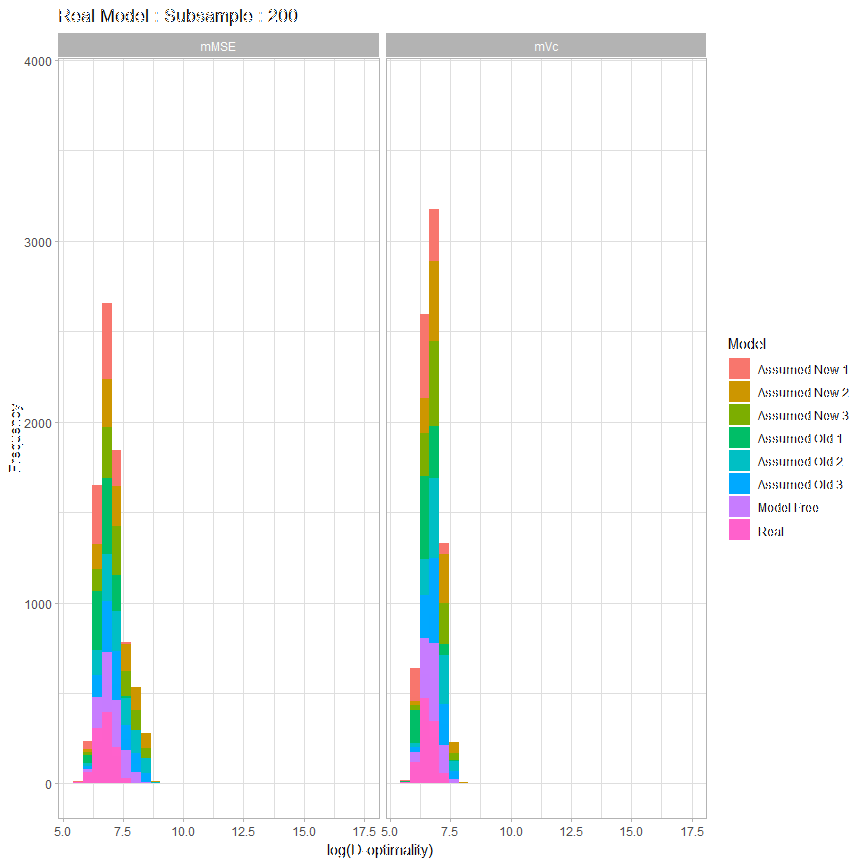 Real Model : Subsample : 200
mMSE
mVc
4000
3000
2000
1000
0
Frequency
5.0 7.5 10.0 12.5 15.0 17.5
5.0 7.5 10.0 12.5 15.0 17.5
log(D-optimality)
Model
Assumed New 1
Assumed New 2
Assumed New 3
Assumed Old 1
Assumed Old 2
Assumed Old 3
Model Free
Real